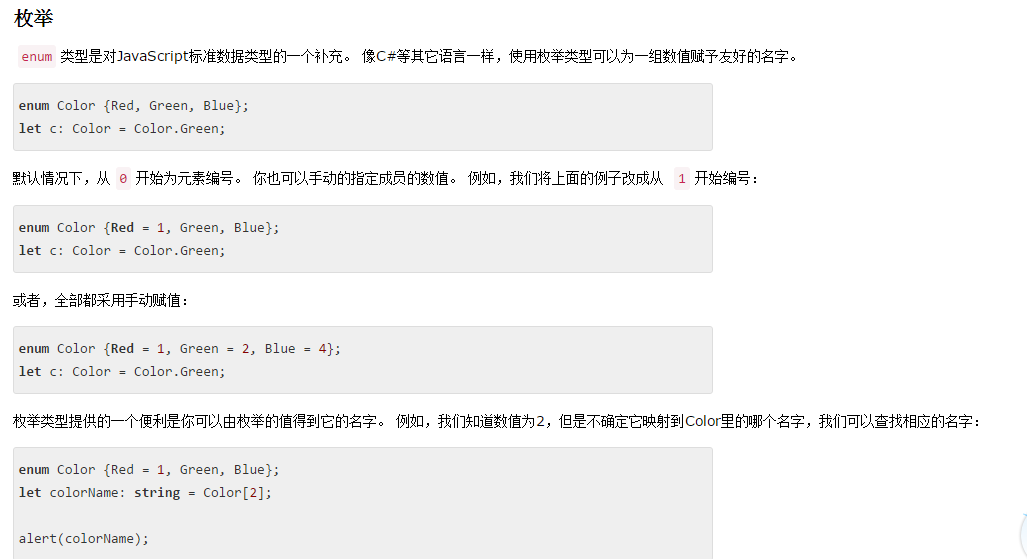 枚举
enum 类型是对JavaScript标准数据类型的一个补充。 像C#等其它语言一样，使用枚举类型可以为一组数值赋予友好的名字。
enum Color {Red, Green, Blue};
let c: Color = Color.Green;
默认情况下，从 0 开始为元素编号。 你也可以手动的指定成员的数值。 例如，我们将上面的例子改成从 1 开始编号：
enum Color {Red = 1, Green, Blue};
let c: Color = Color.Green;
或者，全部都采用手动赋值：
enum Color {Red = 1, Green = 2, Blue = 4};
let c: Color = Color.Green;
枚举类型提供的一个便利是你可以由枚举的值得到它的名字。 例如，我们知道数值为2，但是不确定它映射到Color里的哪个名字，我们可以查找相应的名字：
enum Color {Red = 1, Green, Blue};
let colorName: string = Color[2];
alert(colorName);